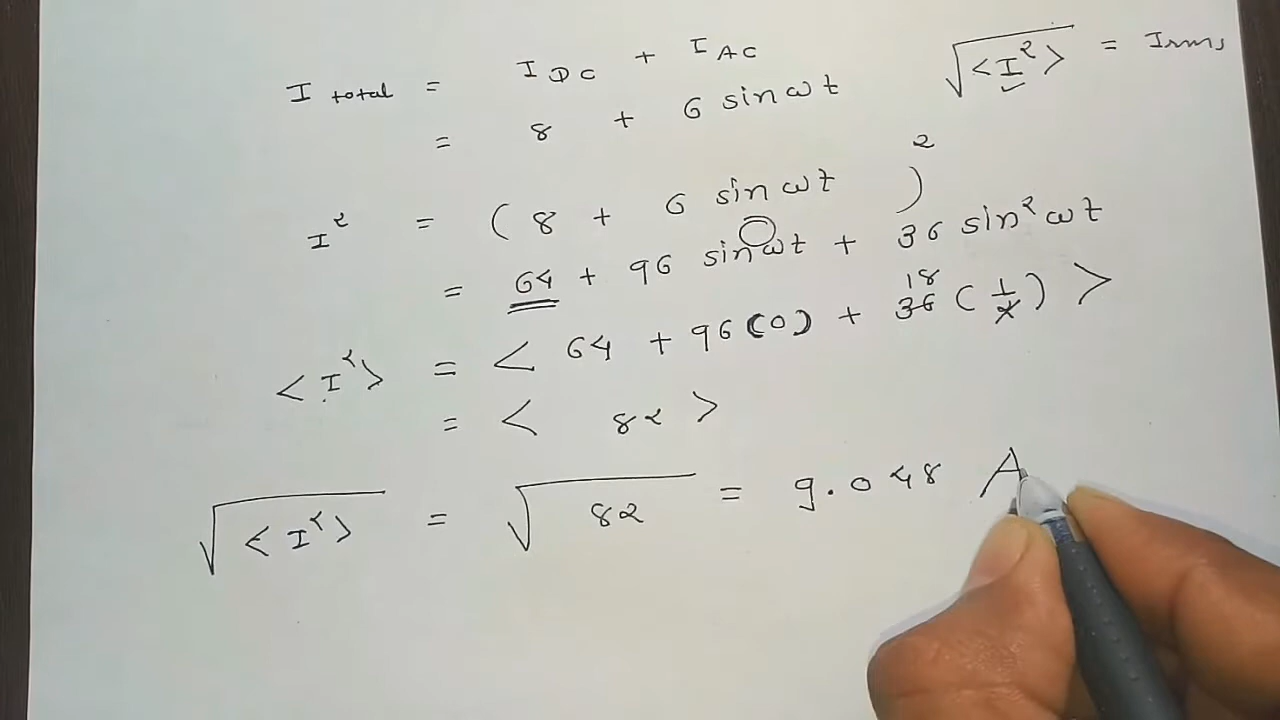 I total = I DC + I AC
√<I²> = Irms
= 8 + 6 sin ωt
I² = (8 + 6 sin ωt)²
= 64 + 96 sin ωt + 36 sin² ωt
<I²> = < 64 + 96(0) + 36 18 (1/2) >
= < 82 >
√<I²> = √82 = 9.048 A